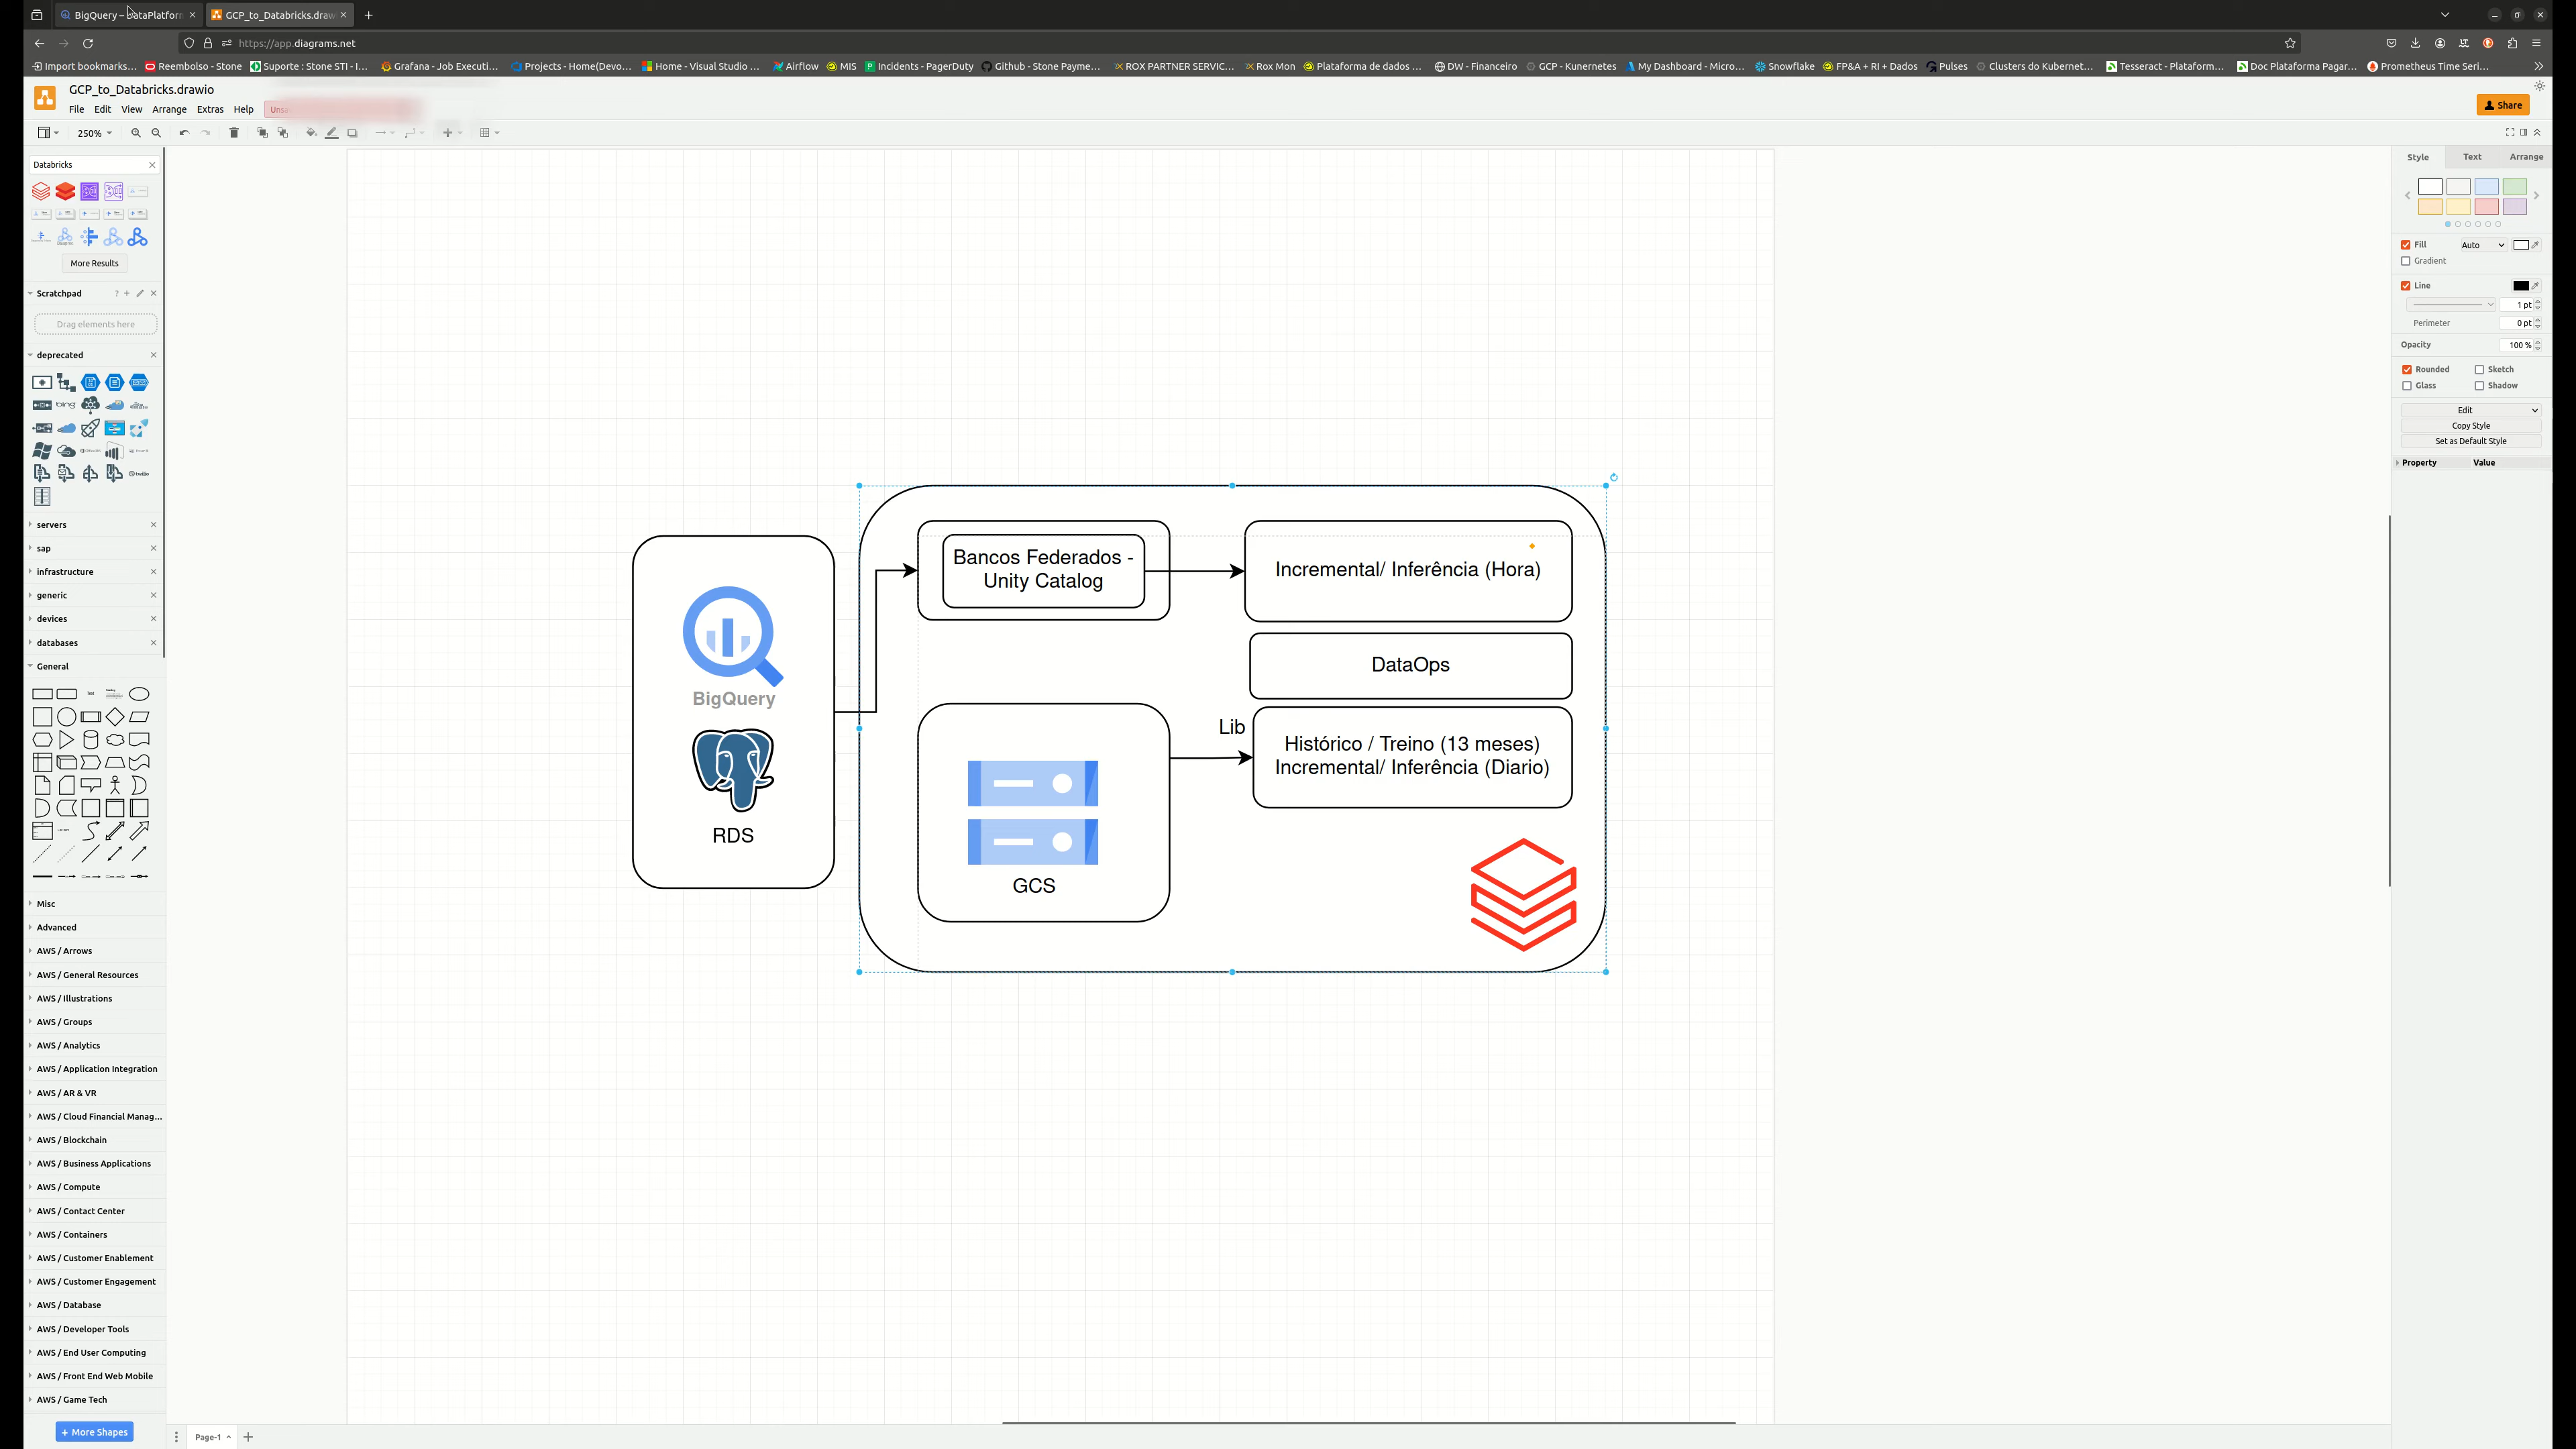 BigQuery – DataPlatform
GCP_to_Databricks.draw
https://app.diagrams.net
Import bookmarks...
Reembolso - Stone
Suporte : Stone STI - I...
Grafana - Job Executi...
Projects - Home(Devo...
Home - Visual Studio ...
Airflow
MIS
Incidents - PagerDuty
Github - Stone Payme...
ROX PARTNER SERVIC...
Rox Mon
Plataforma de dados ...
DW - Financeiro
GCP - Kunernetes
My Dashboard - Micro...
Snowflake
FP&A + RI + Dados
Pulses
Clusters do Kubernet...
Tesseract - Plataform...
Doc Plataforma Pagar...
Prometheus Time Seri...
GCP_to_Databricks.drawio
File Edit View Arrange Extras Help
Share
250%
Databricks
More Results
Scratchpad
Drag elements here
deprecated
servers
sap
infrastructure
generic
devices
databases
General
Misc
Advanced
AWS / Arrows
AWS / General Resources
AWS / Illustrations
AWS / Groups
AWS / Analytics
AWS / Application Integration
AWS / AR & VR
AWS / Cloud Financial Manag...
AWS / Blockchain
AWS / Business Applications
AWS / Compute
AWS / Contact Center
AWS / Containers
AWS / Customer Enablement
AWS / Customer Engagement
AWS / Database
AWS / Developer Tools
AWS / End User Computing
AWS / Front End Web Mobile
AWS / Game Tech
+ More Shapes
Page-1
BigQuery
RDS
Bancos Federados -
Unity Catalog
Incremental/ Inferência (Hora)
DataOps
Lib
Histórico / Treino (13 meses)
Incremental/ Inferência (Diario)
GCS
Style Text Arrange
Fill Auto
Gradient
Line
1 pt
Perimeter 0 pt
Opacity 100 %
Rounded Sketch
Glass Shadow
Edit
Copy Style
Set as Default Style
Property Value